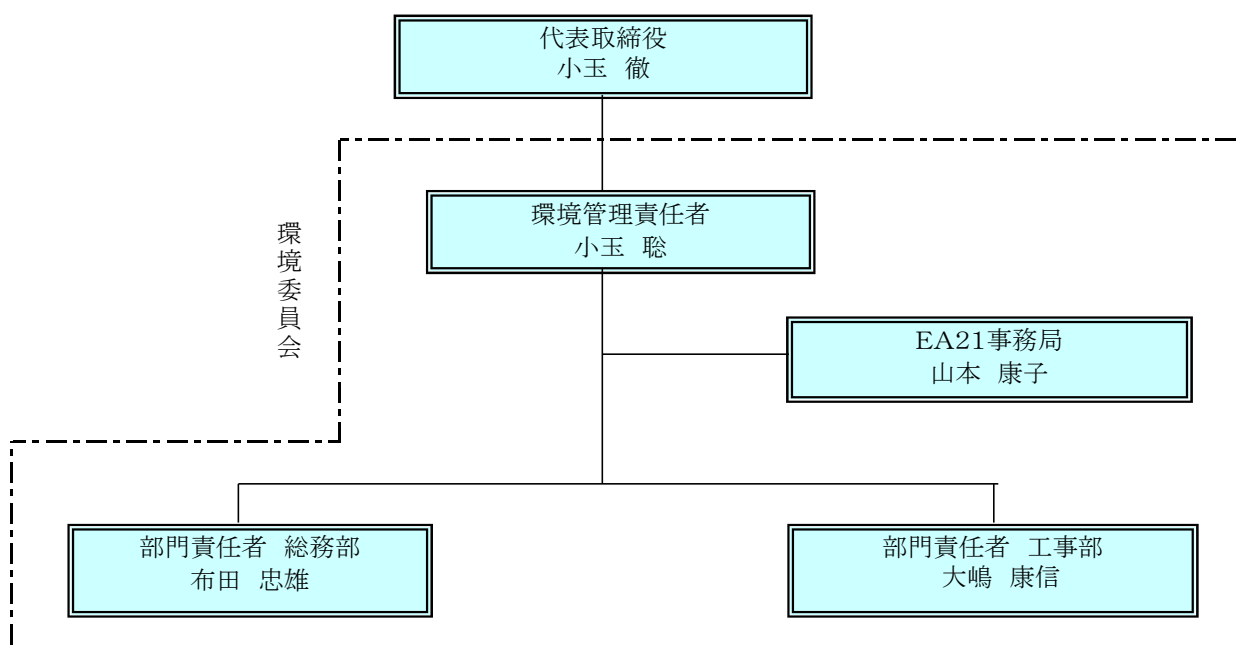 代表取締役
小玉 徹
環境管理責任者
小玉 聡
環境委員会
EA21事務局
山本 康子
部門責任者 総務部
布田 忠雄
部門責任者 工事部
大嶋 康信